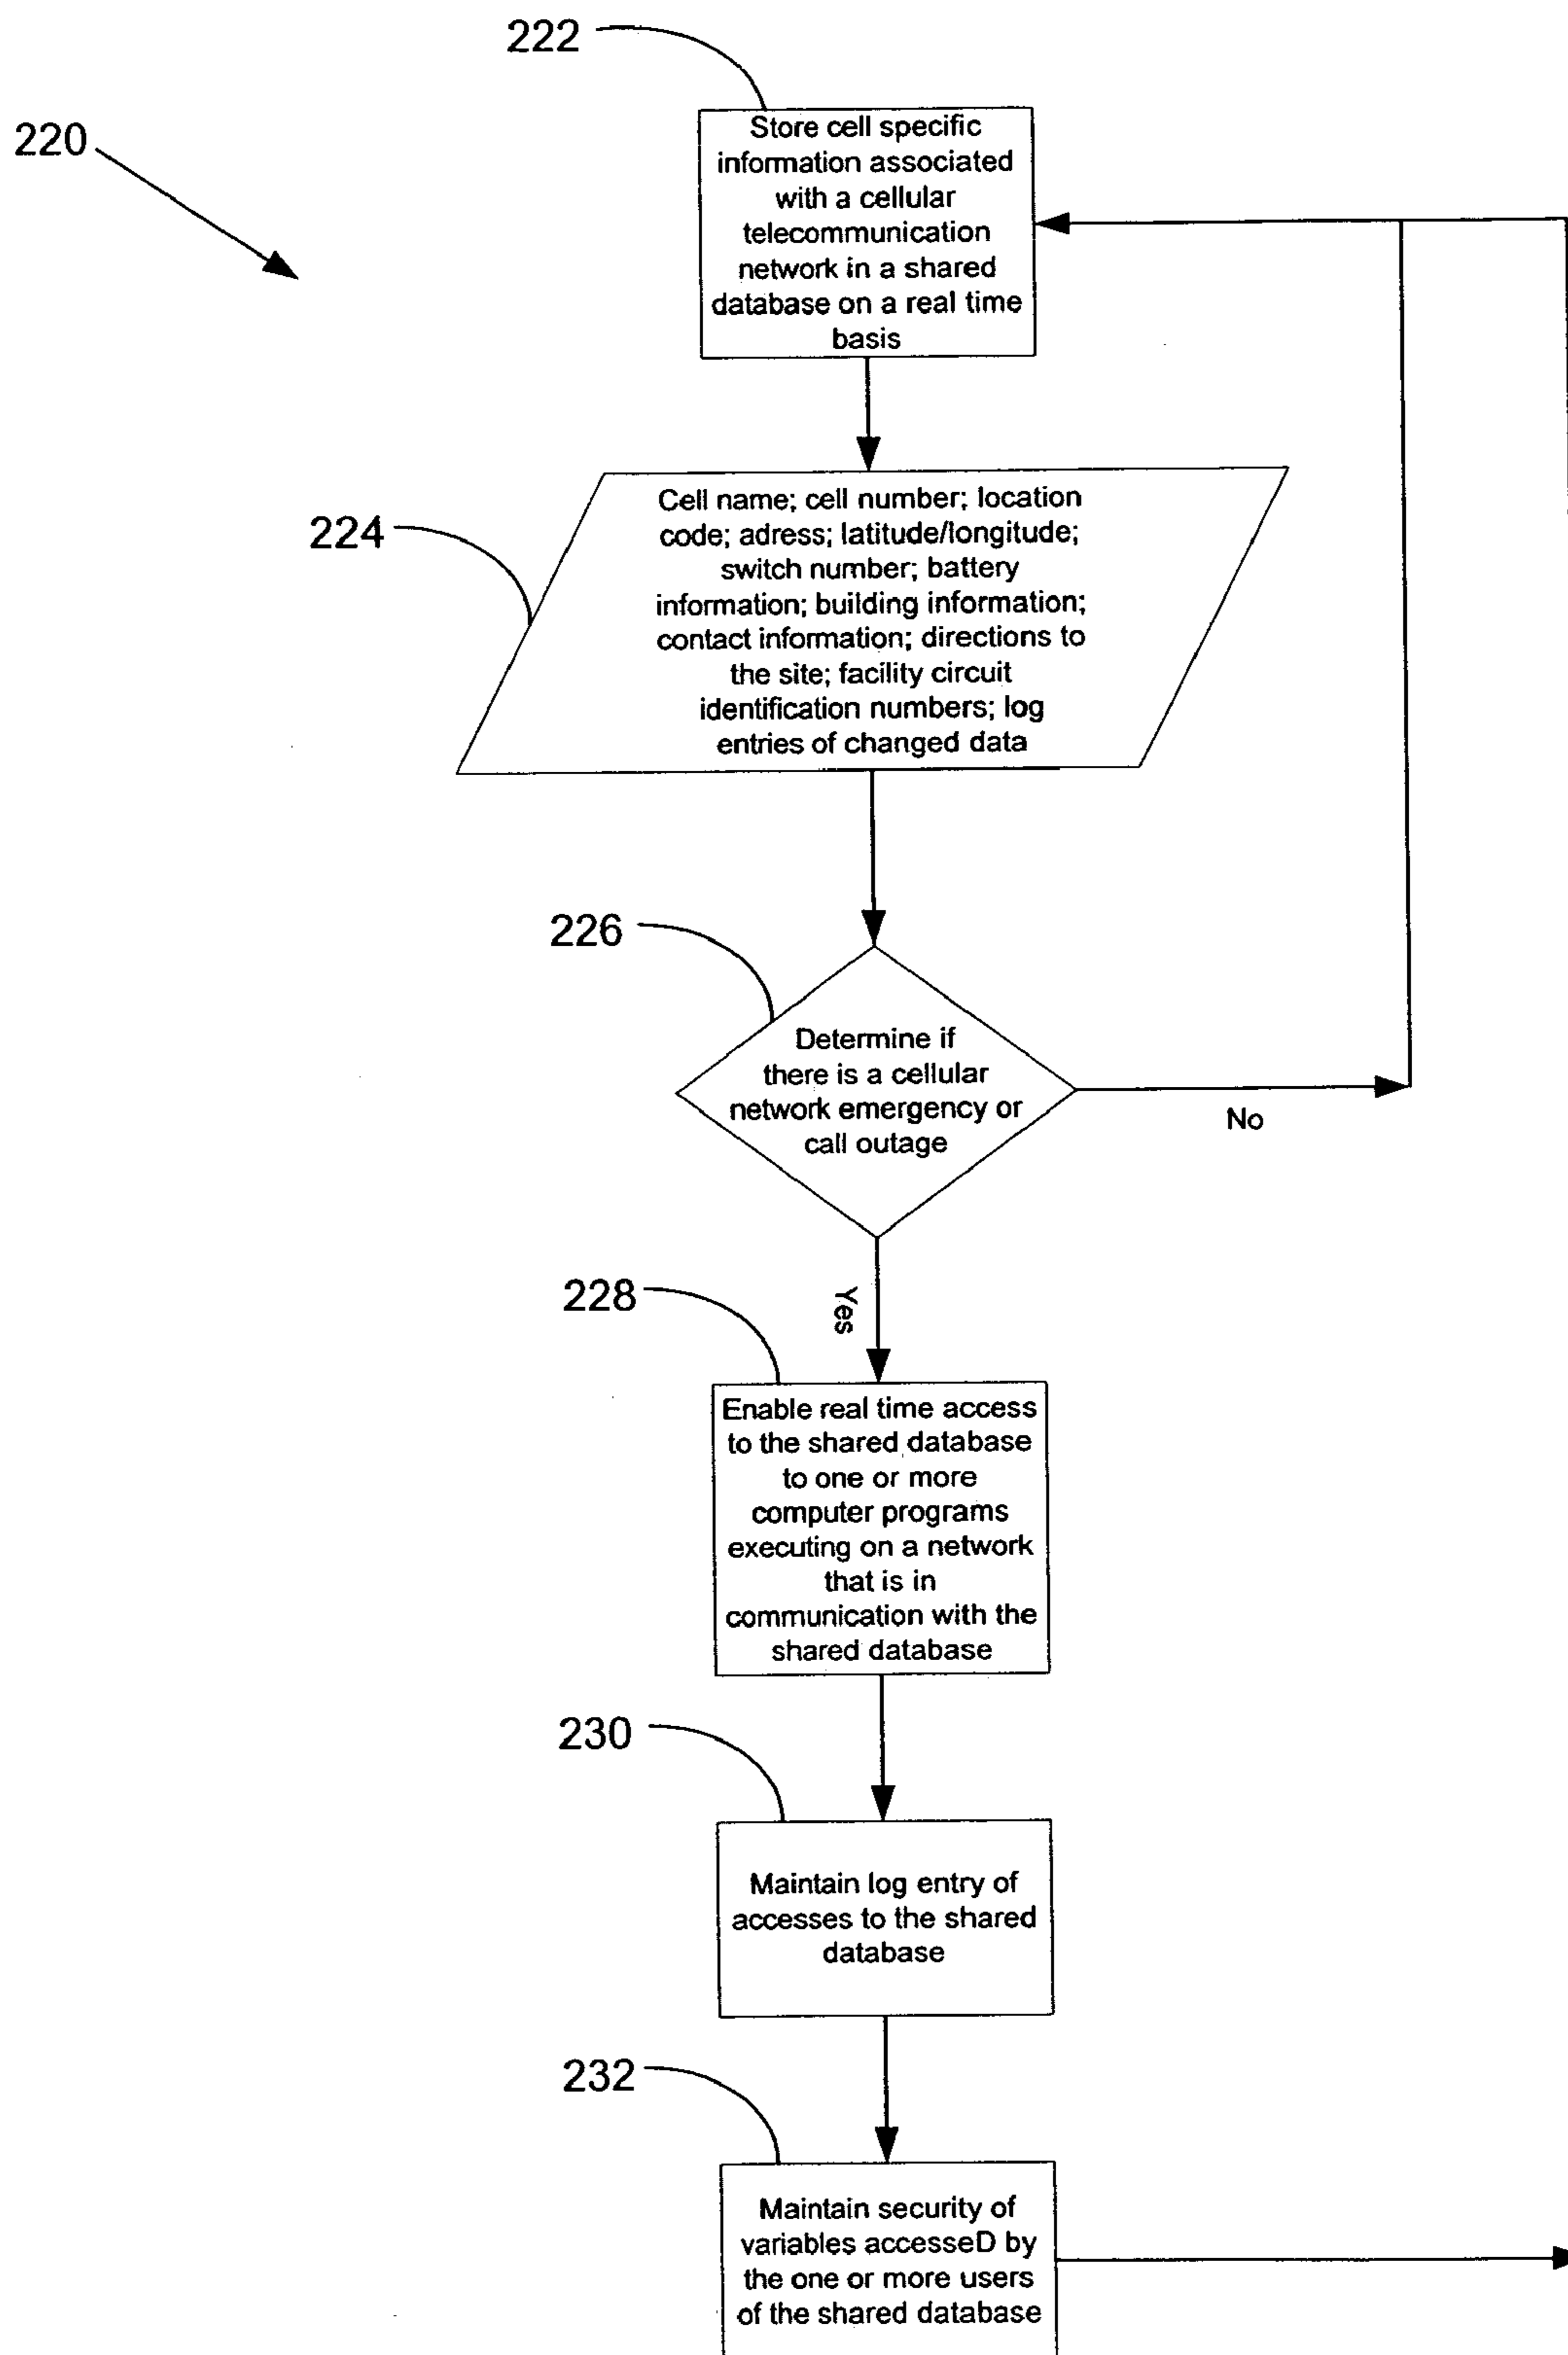 222
220
Store cell specific
information associated
with a cellular
telecommunication
network in a shared
database on a real time
basis
224
Cell name; cell number; location
code; adress; latitude/longitude;
switch number; battery
information; building information;
contact information; directions to
the site; facility circuit
identification numbers; log
entries of changed data
226
Determine if
there is a cellular
network emergency or
call outage
No
Yes
228
Enable real time access
to the shared database
to one or more
computer programs
executing on a network
that is in
communication with the
shared database
230
Maintain log entry of
accesses to the shared
database
232
Maintain security of
variables accesseD by
the one or more users
of the shared database